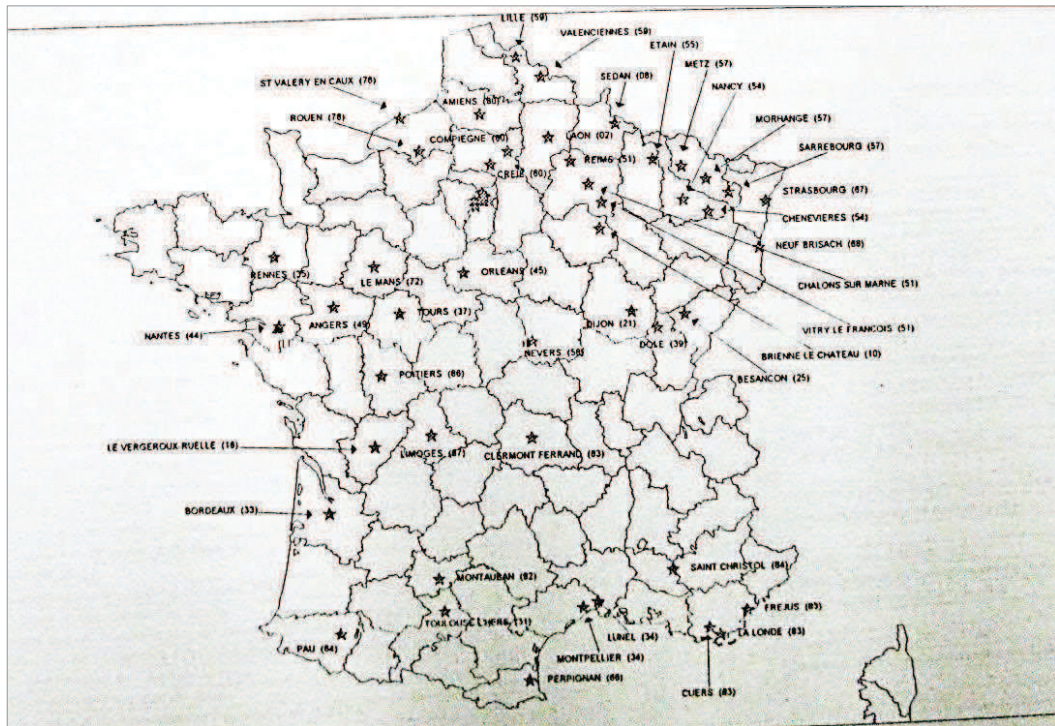 LILLE (59)
VALENCIENNES (59)
ETAIN (55)
METZ (57)
NANCY (54)
SEDAN (08)
ST VALERY EN CAUX (76)
AMIENS (80)
MORHANGE (57)
ROUEN (76)
COMPIEGNE (60)
LAON (02)
SARREBOURG (57)
REIMS (51)
CREIL (60)
STRASBOURG (67)
CHENEVIERES (54)
NEUF BRISACH (68)
RENNES (35)
ORLEANS (45)
LE MANS (72)
CHALONS SUR MARNE (51)
TOURS (37)
ANGERS (49)
DIJON (21)
NANTES (44)
DOLE (39)
VITRY LE FRANCOIS (51)
NEVERS (58)
BRIENNE LE CHATEAU (10)
POITIERS (86)
BESANCON (25)
LE VERGEROUX RUELLE (16)
LIMOGES (87)
CLERMONT FERRAND (63)
BORDEAUX (33)
SAINT CHRISTOL (84)
MONTAUBAN (82)
FREJUS (83)
TOULOUSE (31)
LA LONDE (83)
LUNEL (34)
PAU (64)
MONTPELLIER (34)
PERPIGNAN (66)
CUERS (83)